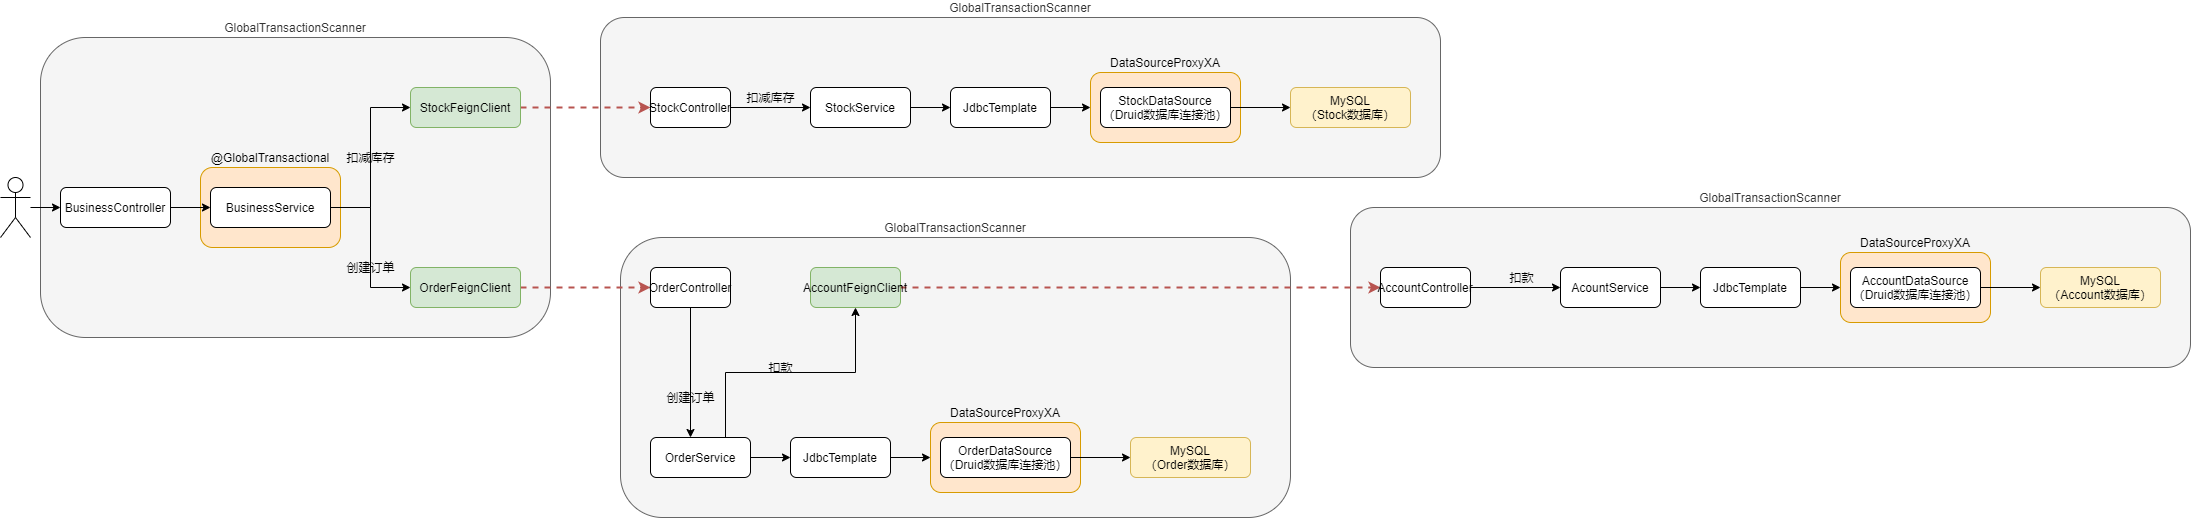 GlobalTransactionScanner
@GlobalTransactional
BusinessController
BusinessService
扣减库存
创建订单
StockFeignClient
OrderFeignClient
GlobalTransactionScanner
StockController
扣减库存
StockService
JdbcTemplate
DataSourceProxyXA
StockDataSource
（Druid数据库连接池）
MySQL
（Stock数据库）
GlobalTransactionScanner
OrderController
AccountFeignClient
扣款
创建订单
OrderService
JdbcTemplate
DataSourceProxyXA
OrderDataSource
（Druid数据库连接池）
MySQL
（Order数据库）
GlobalTransactionScanner
AccountController
扣款
AcountService
JdbcTemplate
DataSourceProxyXA
AccountDataSource
（Druid数据库连接池）
MySQL
（Account数据库）